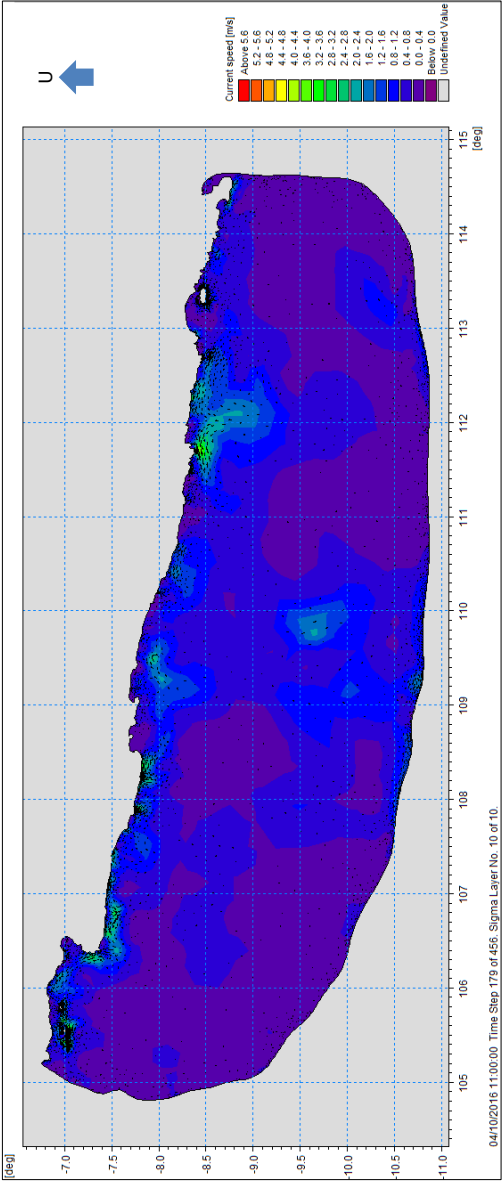 [deg]
-7.0
-7.5
-8.0
-8.5
-9.0
-9.5
-10.0
-10.5
-11.0
105
106
107
108
109
110
111
112
113
114
115
[deg]
04/10/2016 11:00:00 Time Step 179 of 456. Sigma Layer No. 10 of 10.
U
Current speed [m/s]
Above 5.6
5.2 - 5.6
4.8 - 5.2
4.4 - 4.8
4.0 - 4.4
3.6 - 4.0
3.2 - 3.6
2.8 - 3.2
2.4 - 2.8
2.0 - 2.4
1.6 - 2.0
1.2 - 1.6
0.8 - 1.2
0.4 - 0.8
0.0 - 0.4
Below 0.0
Undefined Value